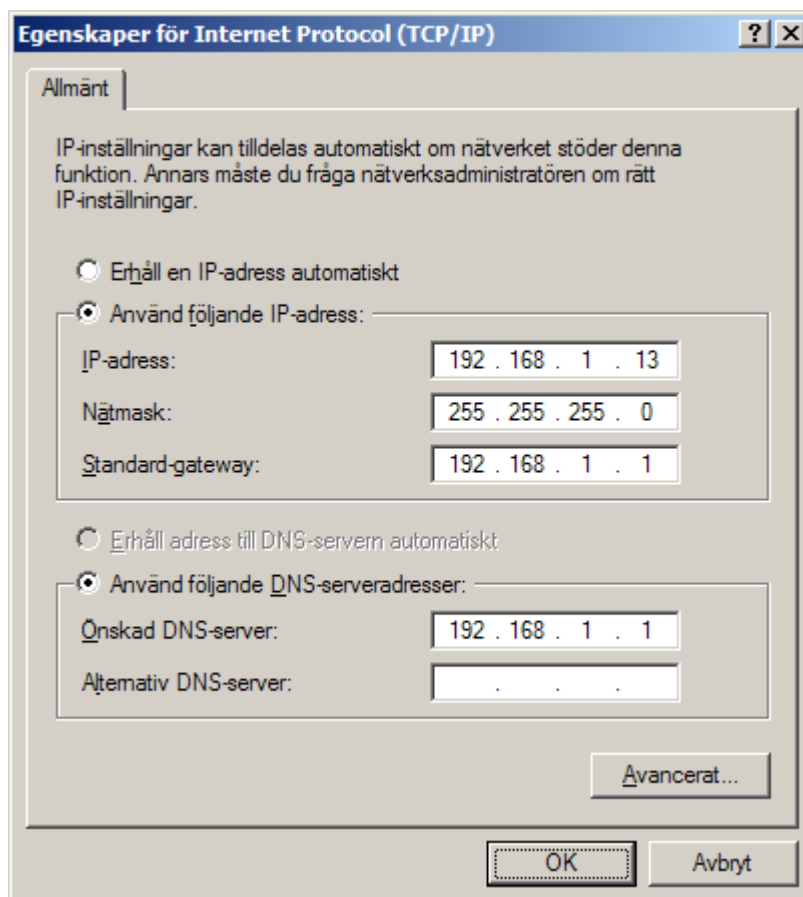 Egenskaper för Internet Protocol (TCP/IP)
Allmänt
IP-inställningar kan tilldelas automatiskt om nätverket stöder denna
funktion. Annars måste du fråga nätverksadministratören om rätt
IP-inställningar.
Erhåll en IP-adress automatiskt
Använd följande IP-adress:
IP-adress: 192 . 168 . 1 . 13
Nätmask: 255 . 255 . 255 . 0
Standard-gateway: 192 . 168 . 1 . 1
Erhåll adress till DNS-servern automatiskt
Använd följande DNS-serveradresser:
Önskad DNS-server: 192 . 168 . 1 . 1
Alternativ DNS-server: . . .
Avancerat...
OK Avbryt